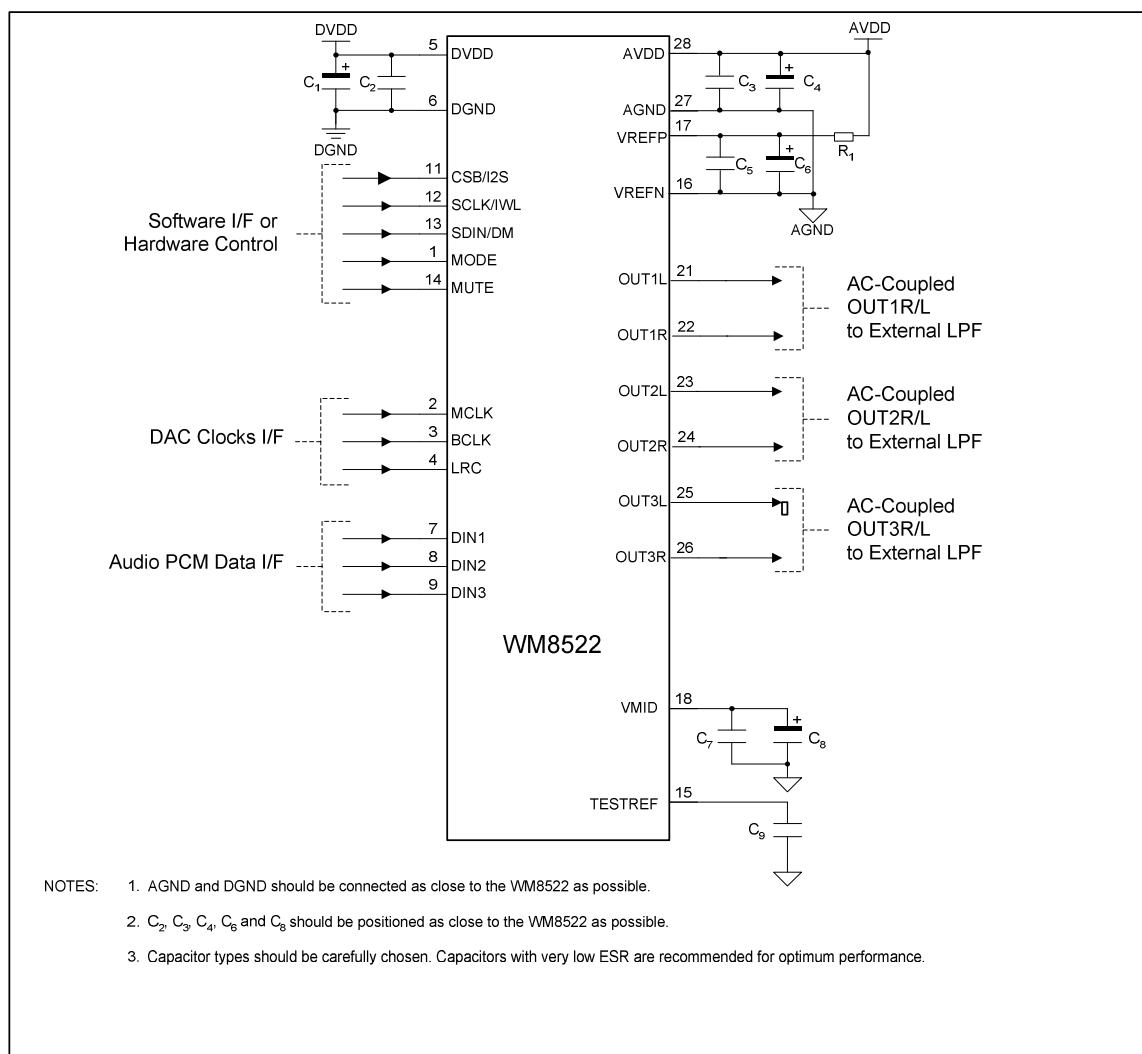 DVDD
5
DVDD
C1
+
C2
6
DGND
DGND
11
CSB/I2S
12
SCLK/IWL
13
SDIN/DM
1
MODE
14
MUTE
Software I/F or
Hardware Control
2
MCLK
3
BCLK
4
LRC
DAC Clocks I/F
7
DIN1
8
DIN2
9
DIN3
Audio PCM Data I/F
WM8522
AVDD
AVDD
28
C3
+
C4
AGND
27
VREFP
17
R1
C5
+
C6
VREFN
16
AGND
OUT1L
21
OUT1R
22
AC-Coupled
OUT1R/L
to External LPF
OUT2L
23
OUT2R
24
AC-Coupled
OUT2R/L
to External LPF
OUT3L
25
OUT3R
26
AC-Coupled
OUT3R/L
to External LPF
VMID
18
C7
+
C8
TESTREF
15
C9
NOTES: 1. AGND and DGND should be connected as close to the WM8522 as possible.
2. C2, C3, C4, C6 and C8 should be positioned as close to the WM8522 as possible.
3. Capacitor types should be carefully chosen. Capacitors with very low ESR are recommended for optimum performance.